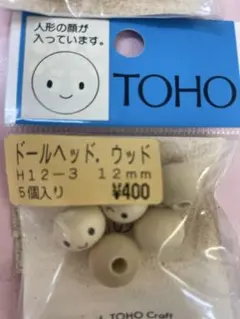 人形の顔が
入っています。
TOHO
ドールヘッド. ウッド
H12-3 12mm
5個入り ¥400
TOHO Craft